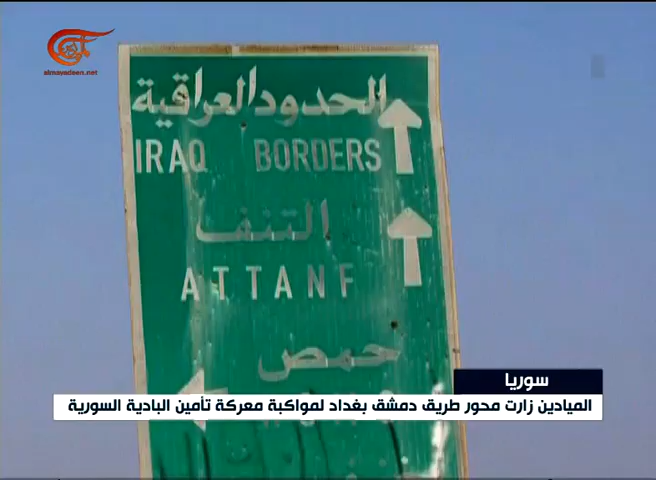 almayadeen.net
الحدود العراقية
IRAQ BORDERS
التنف
ATTANF
حمص
سوريا
الميادين زارت محور طريق دمشق بغداد لمواكبة معركة تأمين البادية السورية